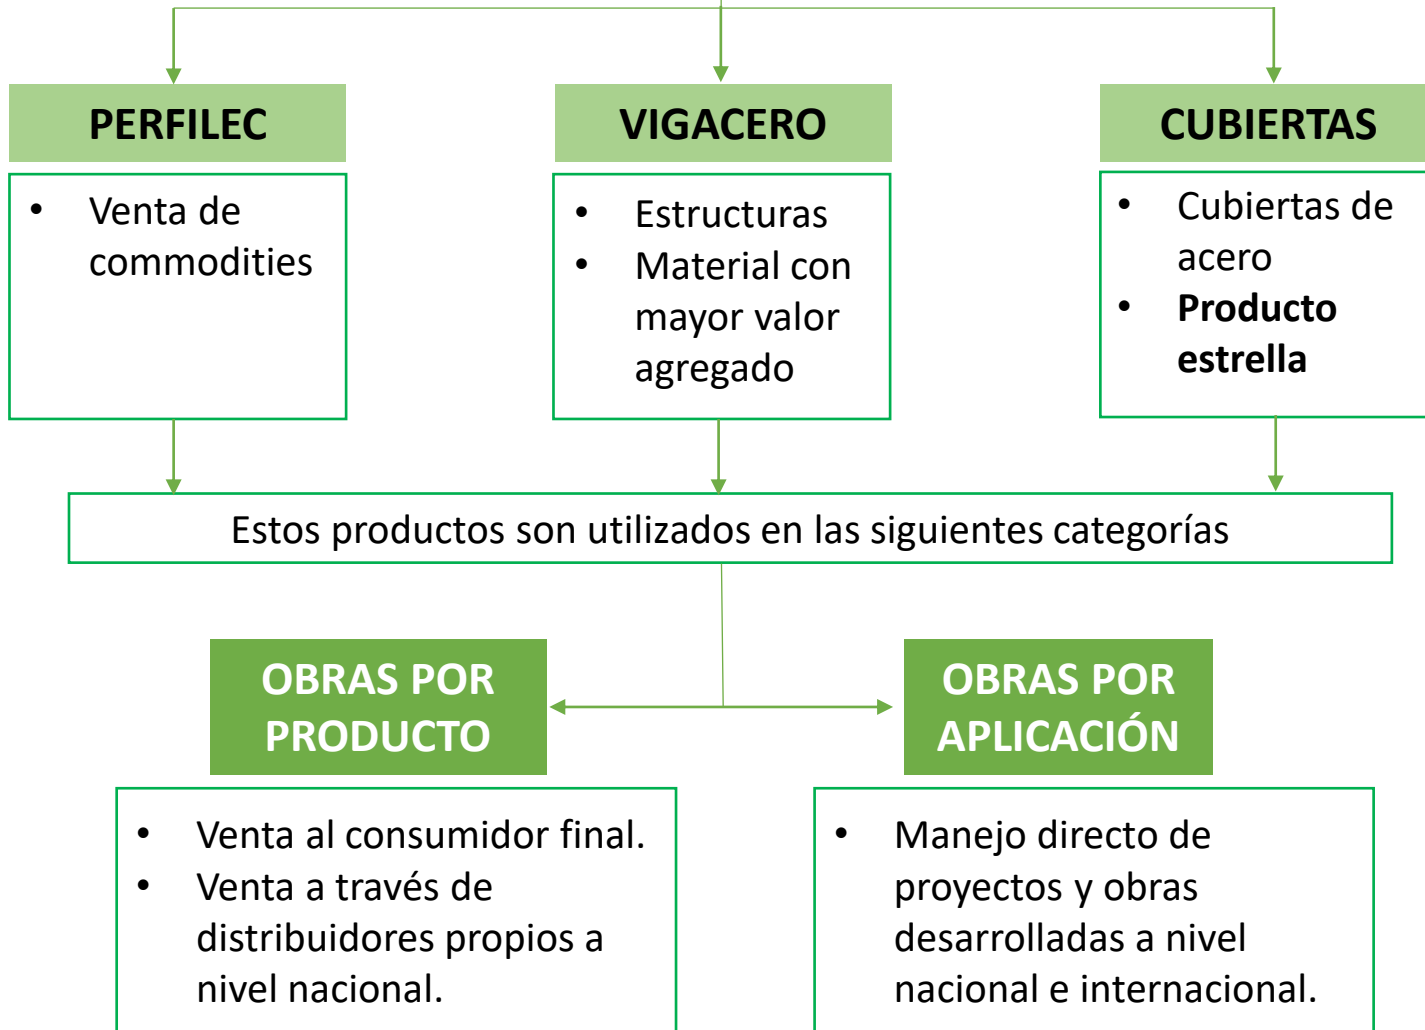 PERFILEC
VIGACERO
CUBIERTAS
• Venta de
commodities
• Estructuras
• Material con
mayor valor
agregado
• Cubiertas de
acero
• Producto
estrella
Estos productos son utilizados en las siguientes categorías
OBRAS POR
PRODUCTO
OBRAS POR
APLICACIÓN
• Venta al consumidor final.
• Venta a través de
distribuidores propios a
nivel nacional.
• Manejo directo de
proyectos y obras
desarrolladas a nivel
nacional e internacional.